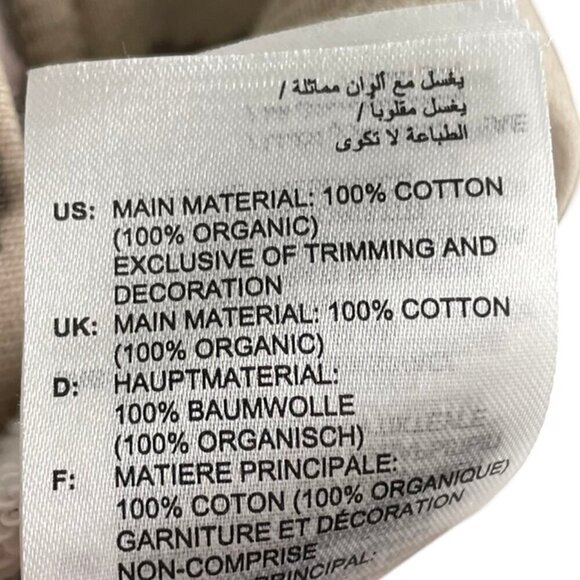 يغسل مع ألوان مماثلة /
يغسل مقلوبا /
الطباعة لا تكوى
US: MAIN MATERIAL: 100% COTTON
(100% ORGANIC)
EXCLUSIVE OF TRIMMING AND
DECORATION
UK: MAIN MATERIAL: 100% COTTON
(100% ORGANIC)
D: HAUPTMATERIAL:
100% BAUMWOLLE
(100% ORGANISCH)
F: MATIERE PRINCIPALE:
100% COTON (100% ORGANIQUE)
GARNITURE ET DÉCORATION
NON-COMPRISE
PRINCIPAL: